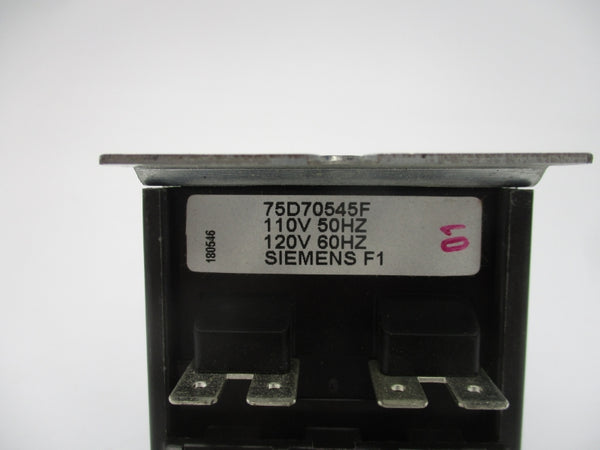 75D70545F
110V 50HZ
120V 60HZ
SIEMENS F1
180546
01